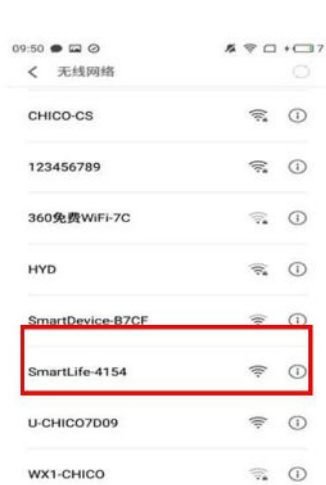 09:50
7
无线网络
CHICO-CS
123456789
360免费WiFi-7C
HYD
SmartDevice-B7CF
SmartLife-4154
U-CHICO7D09
WX1-CHICO